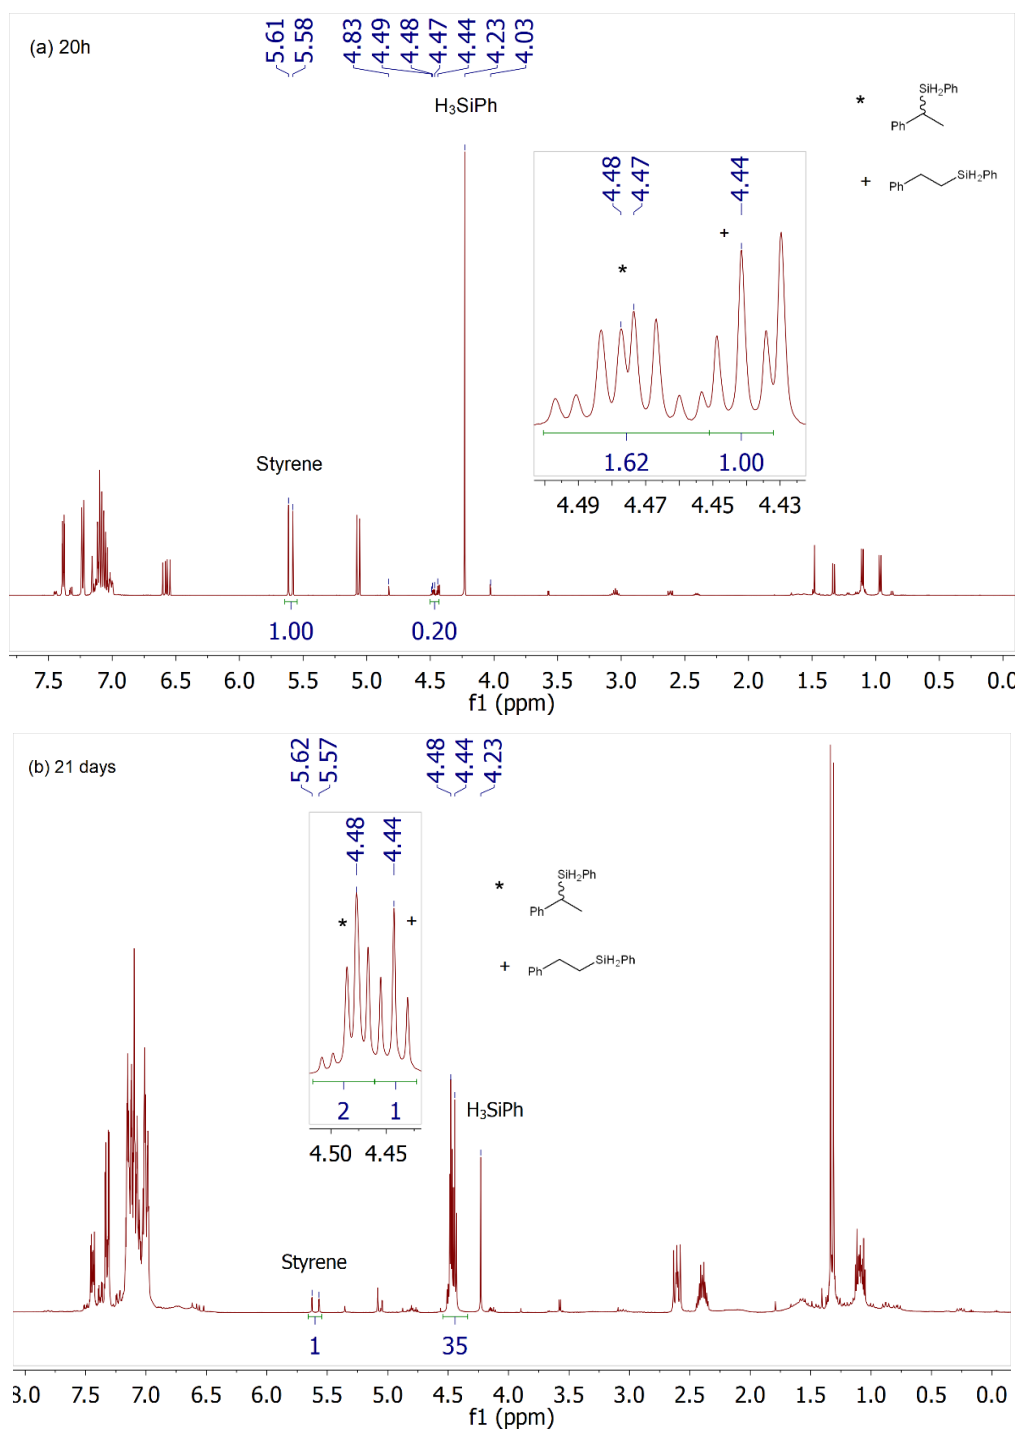 (a) 20h
5.61
5.58
4.83
4.49
4.48
4.47
4.44
4.23
4.03
H3SiPh
* SiH2Ph
Ph
+ Ph SiH2Ph
4.48
4.47
4.44
*
+
1.62 1.00
4.49 4.47 4.45 4.43
Styrene
1.00 0.20
7.5 7.0 6.5 6.0 5.5 5.0 4.5 4.0 3.5 3.0 2.5 2.0 1.5 1.0 0.5 0.0
f1 (ppm)
(b) 21 days
5.62
5.57
4.48
4.44
4.23
4.48
4.44
*
+
2 1
4.50 4.45
* SiH2Ph
Ph
+ Ph SiH2Ph
H3SiPh
Styrene
1 35
8.0 7.0 6.0 5.5 5.0 4.5 4.0 3.5 3.0 2.5 2.0 1.5 1.0 0.5 0.0
f1 (ppm)